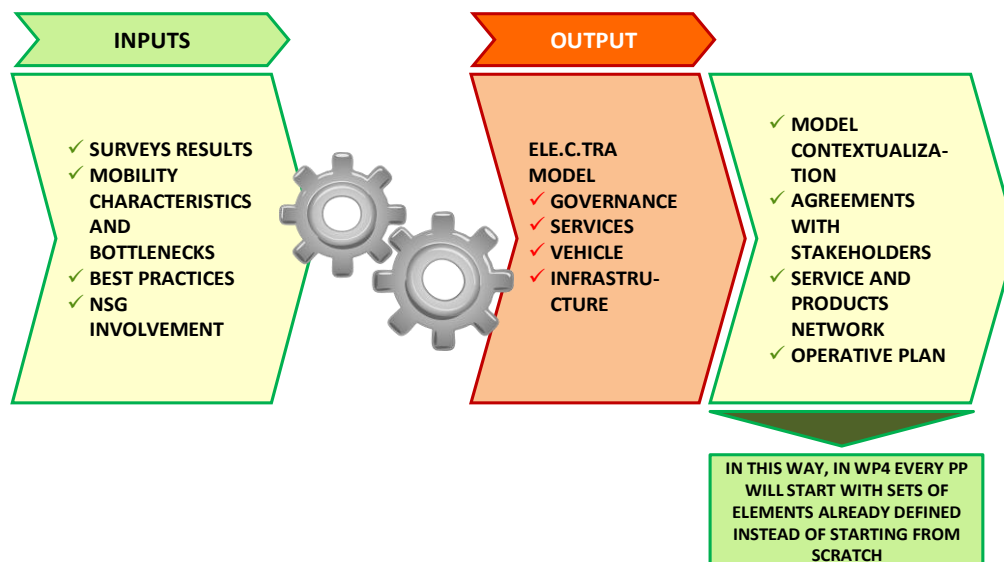 INPUTS
SURVEYS RESULTS
MOBILITY
CHARACTERISTICS
AND
BOTTLENECKS
BEST PRACTICES
NSG
INVOLVEMENT
OUTPUT
ELE.C.TRA
MODEL
GOVERNANCE
SERVICES
VEHICLE
INFRASTRU-
CTURE
MODEL
CONTEXTUALIZA-
TION
AGREEMENTS
WITH
STAKEHOLDERS
SERVICE AND
PRODUCTS
NETWORK
OPERATIVE PLAN
IN THIS WAY, IN WP4 EVERY PP
WILL START WITH SETS OF
ELEMENTS ALREADY DEFINED
INSTEAD OF STARTING FROM
SCRATCH